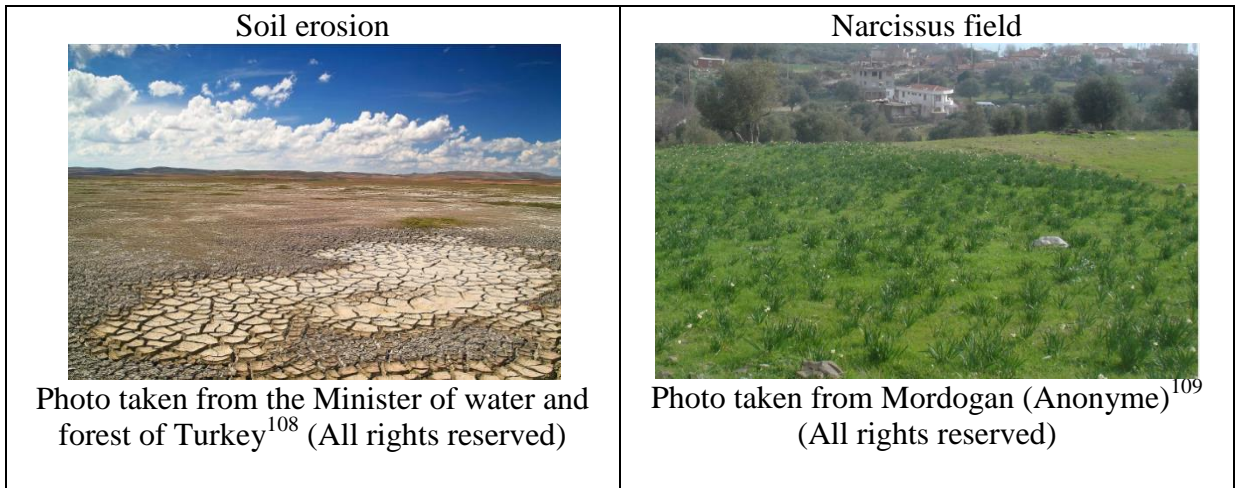 Soil erosion
Photo taken from the Minister of water and
forest of Turkey108 (All rights reserved)
Narcissus field
Photo taken from Mordogan (Anonyme)109
(All rights reserved)